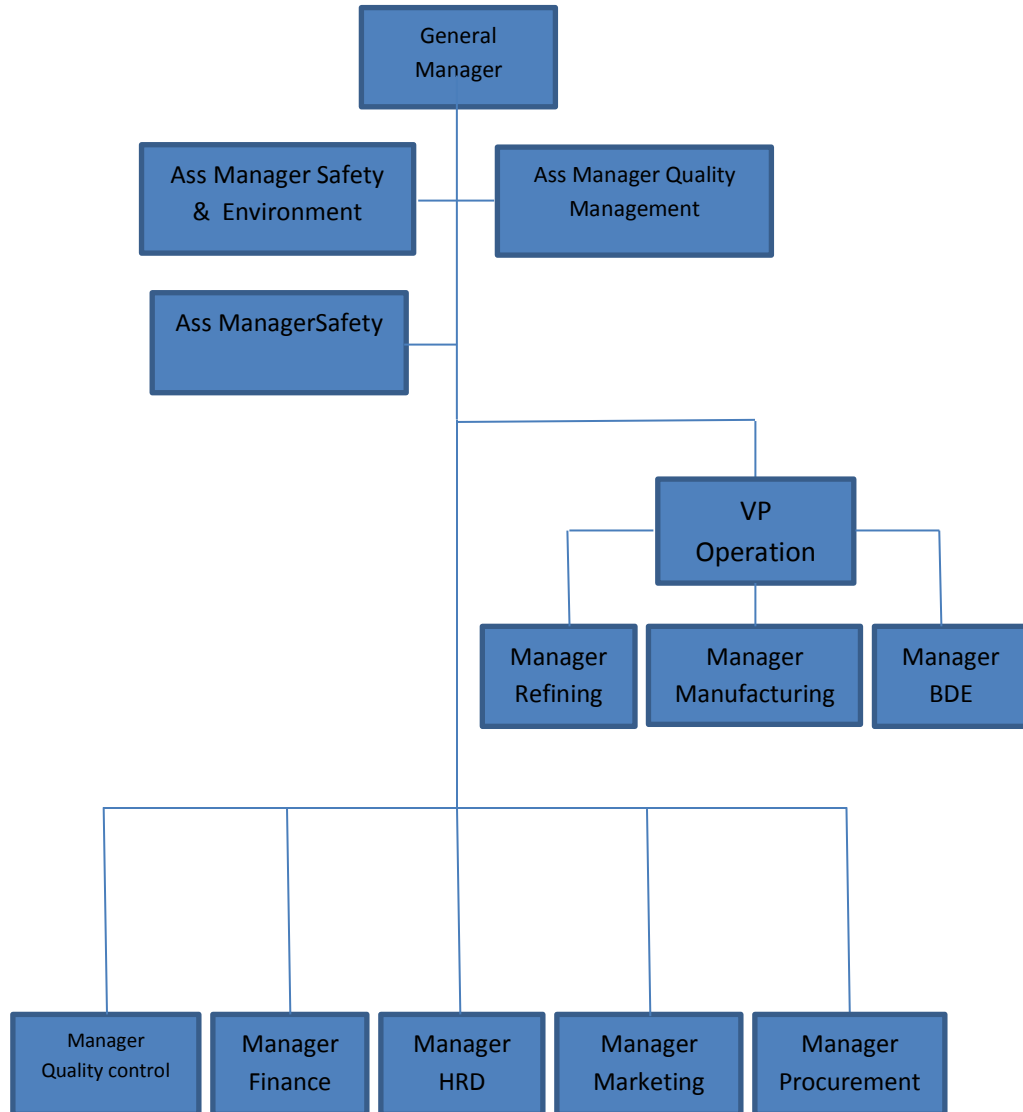 General
Manager
Ass Manager Safety
& Environment
Ass Manager Quality
Management
Ass ManagerSafety
VP
Operation
Manager
Refining
Manager
Manufacturing
Manager
BDE
Manager
Quality control
Manager
Finance
Manager
HRD
Manager
Marketing
Manager
Procurement